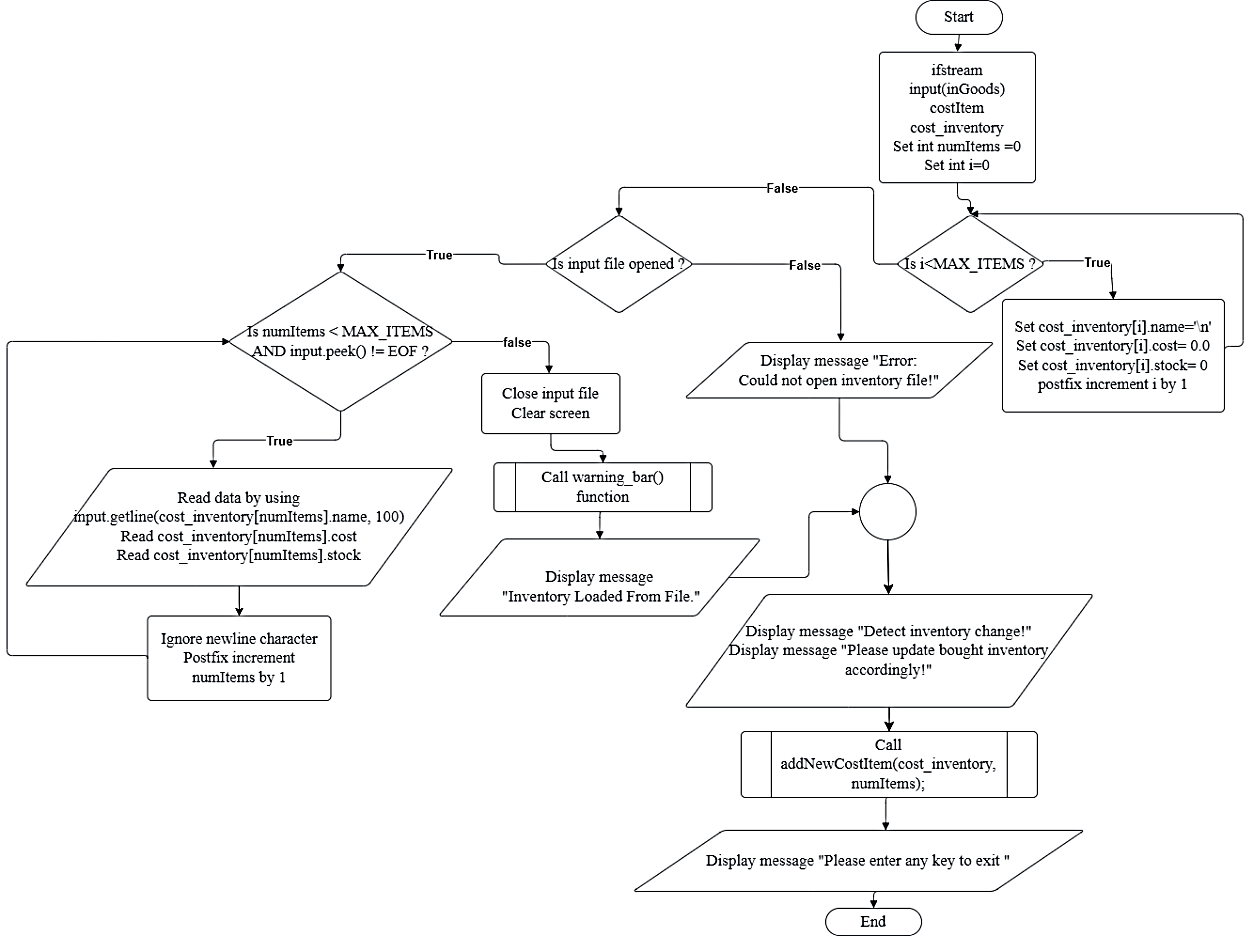 Start
ifstream
input(inGoods)
costItem
cost_inventory
Set int numItems =0
Set int i=0
False
Is i<MAX_ITEMS ?
True
Set cost_inventory[i].name='\n'
Set cost_inventory[i].cost= 0.0
Set cost_inventory[i].stock= 0
postfix increment i by 1
Is input file opened ?
True
False
Is numItems < MAX_ITEMS
AND input.peek() != EOF ?
false
True
Display message "Error:
Could not open inventory file!"
Close input file
Clear screen
Call warning_bar()
function
Display message
"Inventory Loaded From File."
Read data by using
input.getline(cost_inventory[numItems].name, 100)
Read cost_inventory[numItems].cost
Read cost_inventory[numItems].stock
Ignore newline character
Postfix increment
numItems by 1
Display message "Detect inventory change!"
Display message "Please update bought inventory
accordingly!"
Call
addNewCostItem(cost_inventory,
numItems);
Display message "Please enter any key to exit "
End